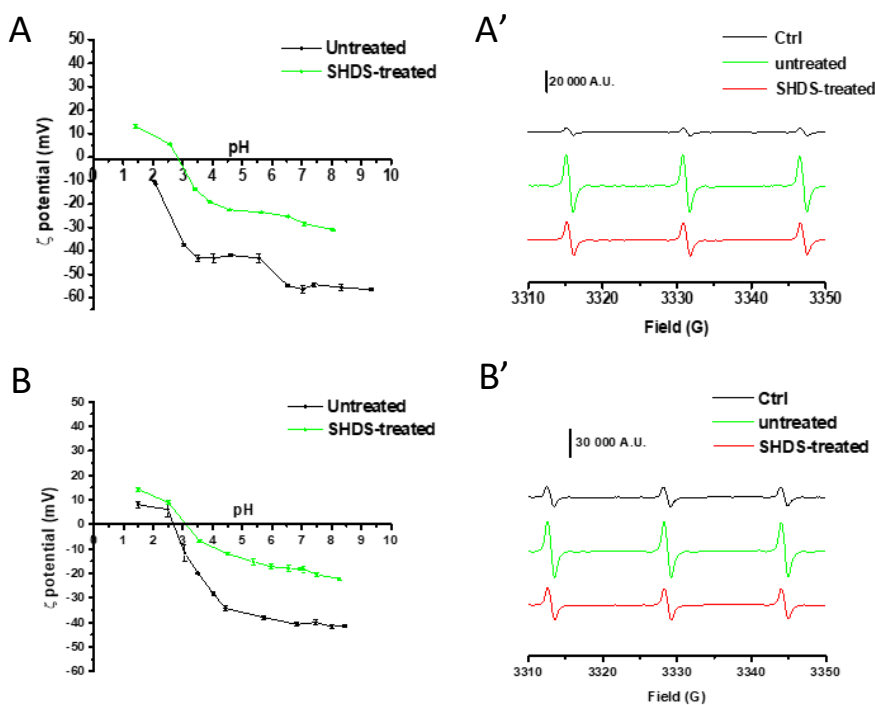 A
50
40
30
20
10
0
-10
-20
-30
-40
-50
-60
ζ potential (mV)
Untreated
SHDS-treated
pH
0 1 2 3 4 5 6 7 8 9 10
A’
20 000 A.U.
Ctrl
untreated
SHDS-treated
3310 3320 3330 3340 3350
Field (G)
B
50
40
30
20
10
0
-10
-20
-30
-40
-50
-60
ζ potential (mV)
Untreated
SHDS-treated
pH
0 1 2 3 4 5 6 7 8 9 10
B’
30 000 A.U.
Ctrl
untreated
SHDS-treated
3310 3320 3330 3340 3350
Field (G)